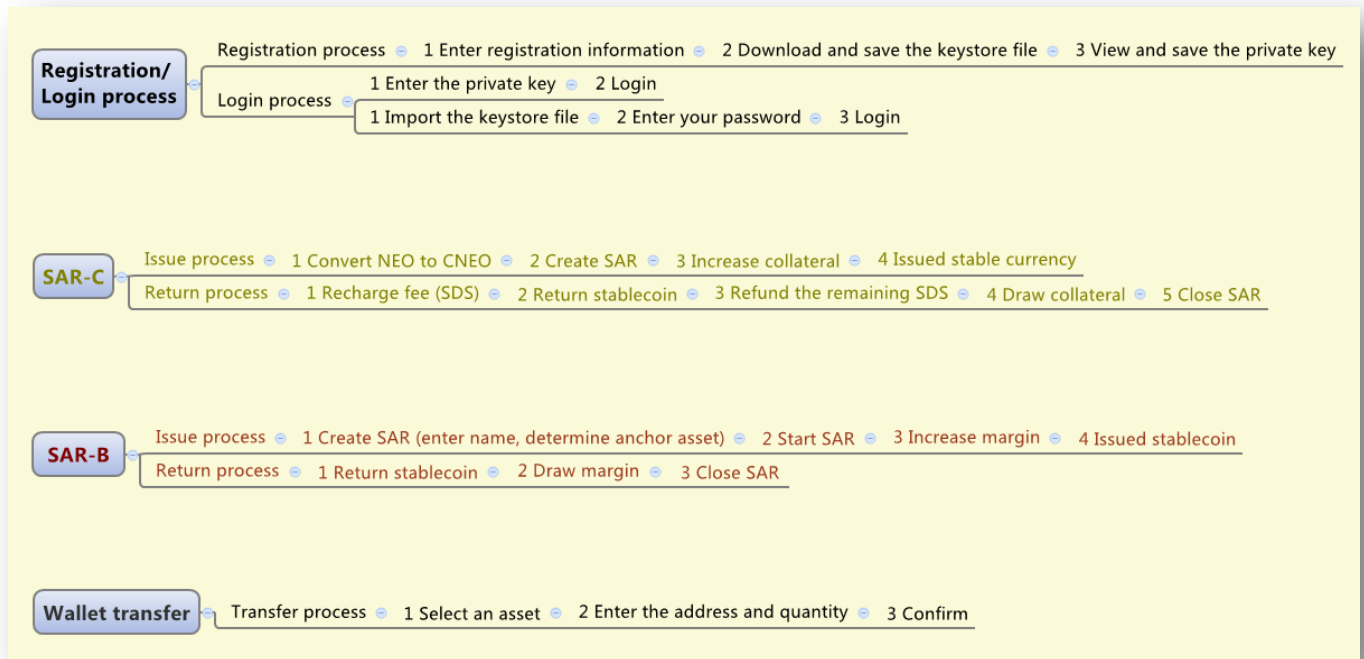 Registration/
Login process
Registration process 1 Enter registration information 2 Download and save the keystore file 3 View and save the private key
Login process
1 Enter the private key 2 Login
1 Import the keystore file 2 Enter your password 3 Login
SAR-C
Issue process 1 Convert NEO to CNEO 2 Create SAR 3 Increase collateral 4 Issued stable currency
Return process 1 Recharge fee (SDS) 2 Return stablecoin 3 Refund the remaining SDS 4 Draw collateral 5 Close SAR
SAR-B
Issue process 1 Create SAR (enter name, determine anchor asset) 2 Start SAR 3 Increase margin 4 Issued stablecoin
Return process 1 Return stablecoin 2 Draw margin 3 Close SAR
Wallet transfer
Transfer process 1 Select an asset 2 Enter the address and quantity 3 Confirm